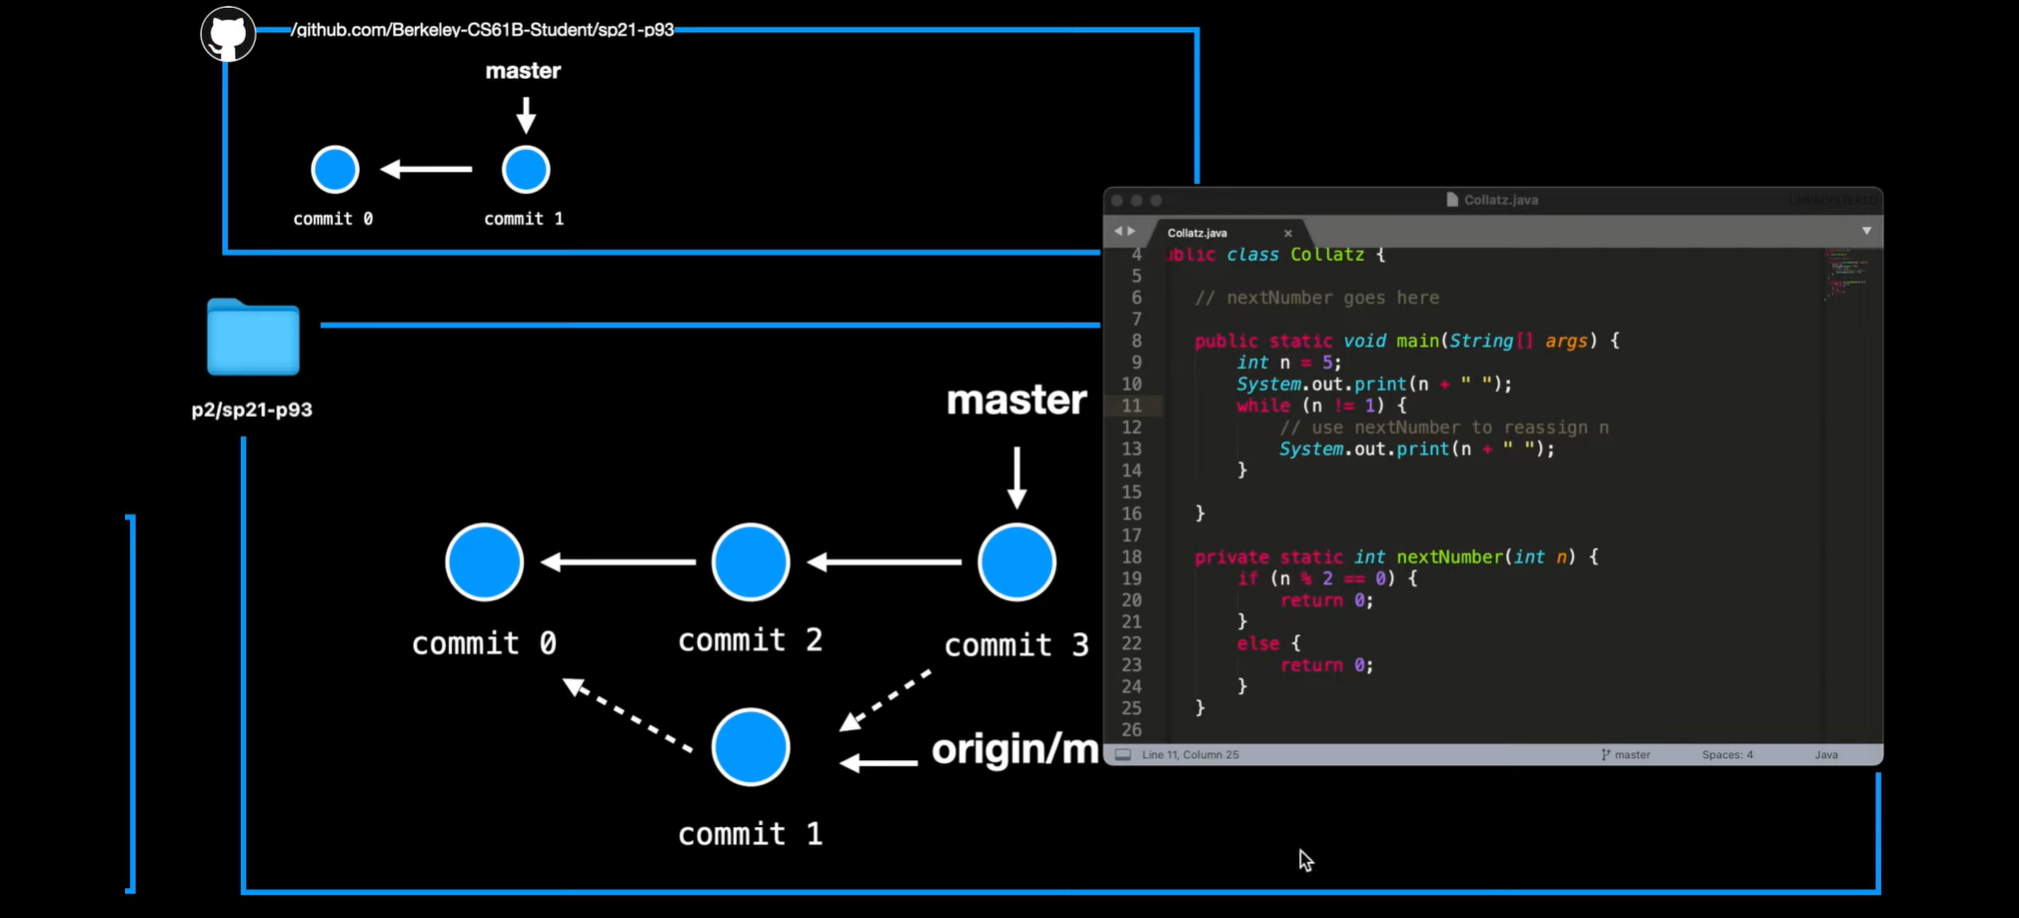 /github.com/Berkeley-CS61B-Student/sp21-p93
master
commit 0
commit 1
p2/sp21-p93
master
commit 0
commit 2
commit 3
origin/m
commit 1
Collatz.java
Collatz.java
4 ublic class Collatz {
5
6 // nextNumber goes here
7
8 public static void main(String[] args) {
9 int n = 5;
10 System.out.print(n + " ");
11 while (n != 1) {
12 // use nextNumber to reassign n
13 System.out.print(n + " ");
14 }
15
16 }
17
18 private static int nextNumber(int n) {
19 if (n % 2 == 0) {
20 return 0;
21 }
22 else {
23 return 0;
24 }
25 }
26
Line 11, Column 25
master
Spaces: 4
Java